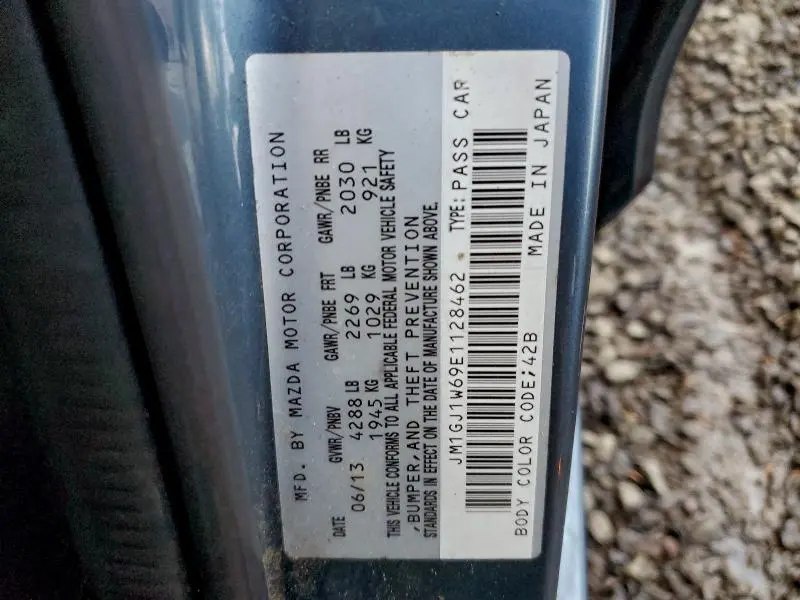 MFD. BY MAZDA MOTOR CORPORATION
DATE GVWR/PNBV GAWR/PNBE FRT GAWR/PNBE RR
06/13 4288 LB 2269 LB 2030 LB
1945 KG 1029 KG 921 KG
THIS VEHICLE CONFORMS TO ALL APPLICABLE FEDERAL MOTOR VEHICLE SAFETY
,BUMPER,AND THEFT PREVENTION
STANDARDS IN EFFECT ON THE DATE OF MANUFACTURE SHOWN ABOVE.
JM1GJ1W69E1128462 TYPE:PASS CAR
BODY COLOR CODE;42B MADE IN JAPAN